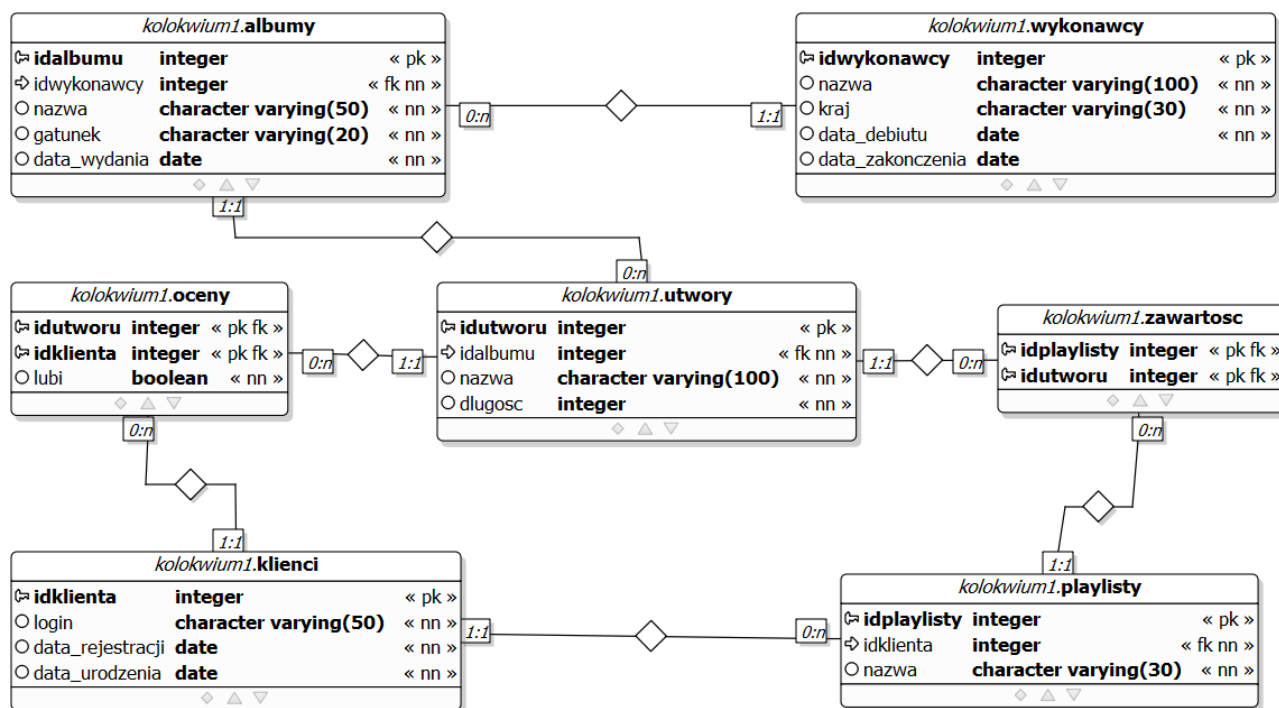 kolokwium1.albumy
idalbumu integer « pk »
idwykonawcy integer « fk nn »
nazwa character varying(50) « nn »
gatunek character varying(20) « nn »
data_wydania date « nn »
kolokwium1.wykonawcy
idwykonawcy integer « pk »
nazwa character varying(100) « nn »
kraj character varying(30) « nn »
data_debiutu date « nn »
data_zakonczenia date
0:n
1:1
1:1
0:n
kolokwium1.oceny
idutworu integer « pk fk »
idklienta integer « pk fk »
lubi boolean « nn »
0:n
1:1
kolokwium1.utwory
idutworu integer « pk »
idalbumu integer « fk nn »
nazwa character varying(100) « nn »
dlugosc integer « nn »
1:1
0:n
kolokwium1.zawartosc
idplaylisty integer « pk fk »
idutworu integer « pk fk »
0:n
1:1
0:n
1:1
kolokwium1.klienci
idklienta integer « pk »
login character varying(50) « nn »
data_rejestracji date « nn »
data_urodzenia date « nn »
1:1
0:n
kolokwium1.playlisty
idplaylisty integer « pk »
idklienta integer « fk nn »
nazwa character varying(30) « nn »